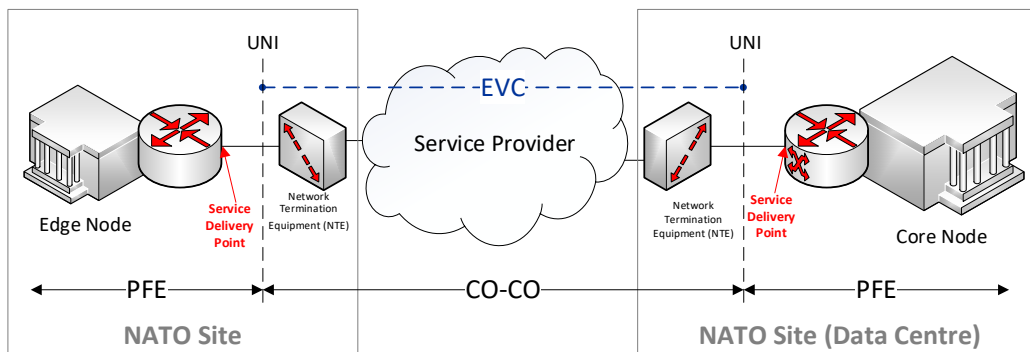 UNI
UNI
EVC
Service Provider
Edge Node
Service
Delivery
Point
Network
Termination
Equipment (NTE)
Network
Termination
Equipment (NTE)
Service
Delivery
Point
Core Node
PFE
CO-CO
PFE
NATO Site
NATO Site (Data Centre)